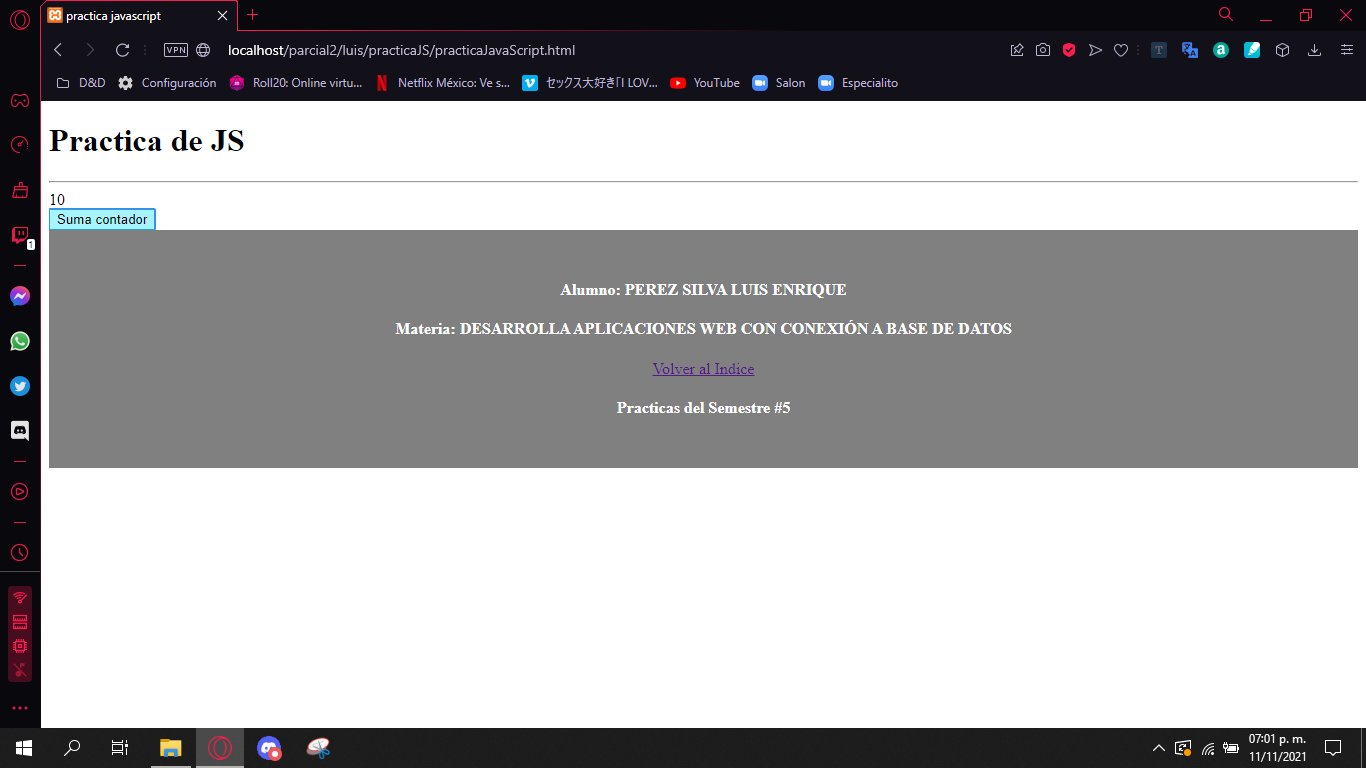 practica javascript
VPN
localhost/parcial2/luis/practicaJS/practicaJavaScript.html
D&D Configuración Roll20: Online virtu... Netflix México: Ve s... セックス大好き「I LOV... YouTube Salon Especialito
Practica de JS
10
Suma contador
1
Alumno: PEREZ SILVA LUIS ENRIQUE
Materia: DESARROLLA APLICACIONES WEB CON CONEXIÓN A BASE DE DATOS
Volver al Indice
Practicas del Semestre #5
07:01 p. m.
11/11/2021